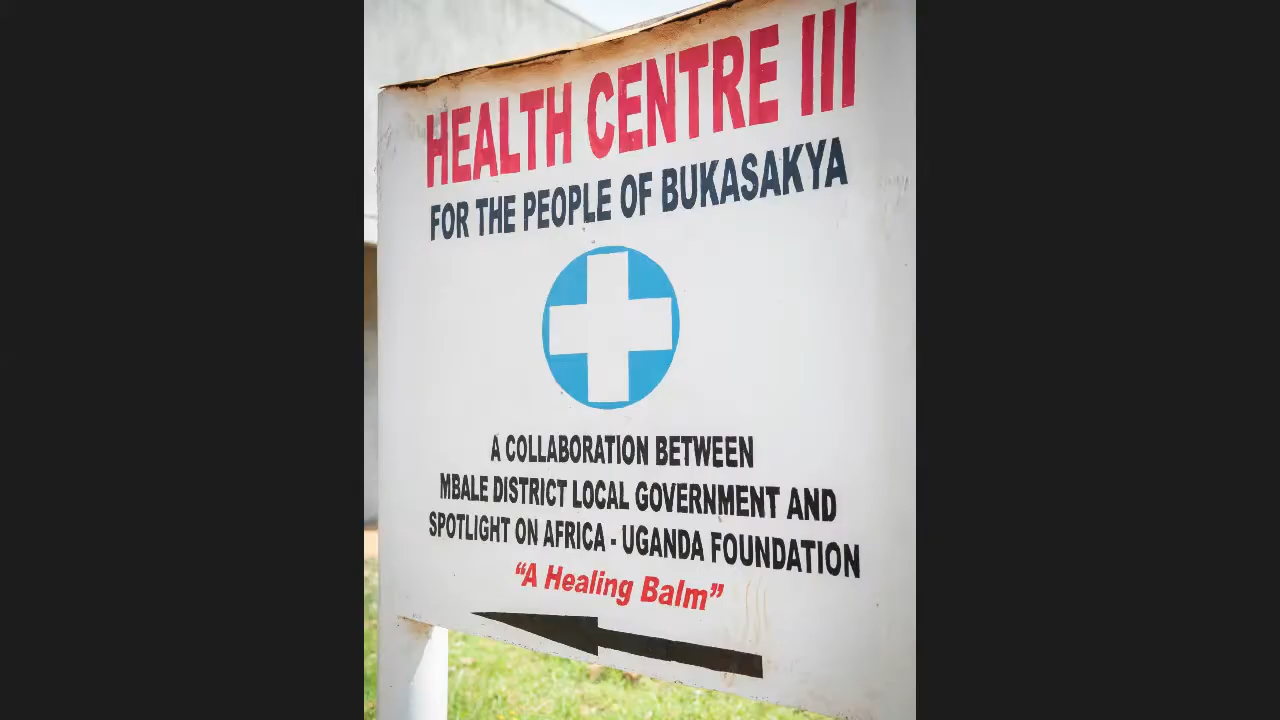 HEALTH CENTRE III
FOR THE PEOPLE OF BUKASAKYA
A COLLABORATION BETWEEN
MBALE DISTRICT LOCAL GOVERNMENT AND
SPOTLIGHT ON AFRICA - UGANDA FOUNDATION
“A Healing Balm”